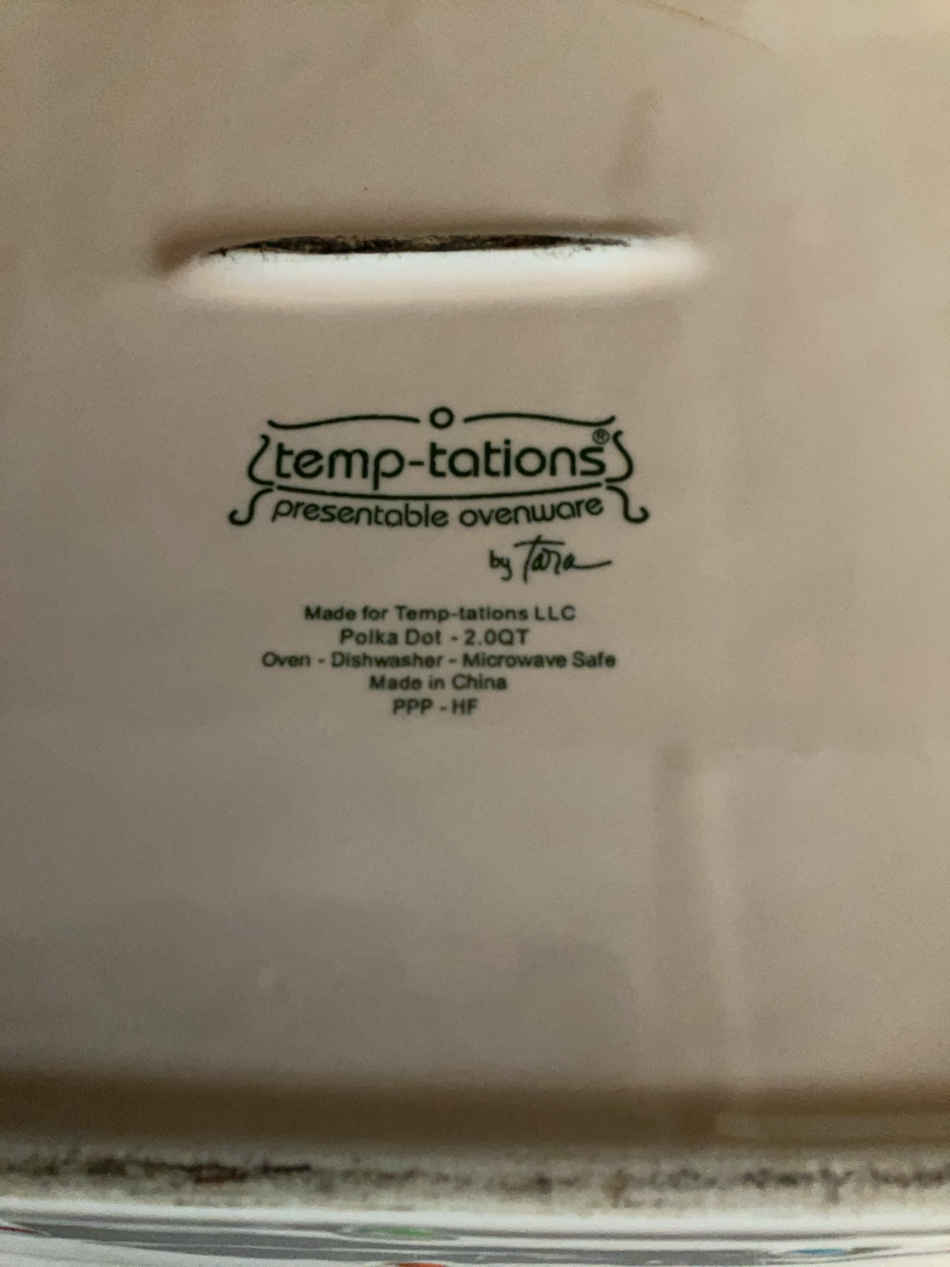 temp-tations®
presentable ovenware
by Tara
Made for Temp-tations LLC
Polka Dot - 2.0QT
Oven - Dishwasher - Microwave Safe
Made in China
PPP - HF